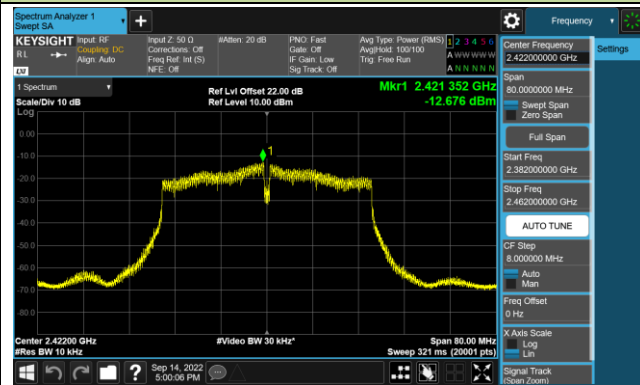 Spectrum Analyzer 1
Swept SA
Frequency
KEYSIGHT
RL
LXI
Input: RF
Coupling: DC
Align: Auto
Input Z: 50 Ω
Corrections: Off
Freq Ref: Int (S)
NFE: Off
#Atten: 20 dB
PNO: Fast
Gate: Off
IF Gain: Low
Sig Track: Off
Avg Type: Power (RMS)
Avg|Hold: 100/100
Trig: Free Run
1 2 3 4 5 6
A W W W W W
A N N N N N
1 Spectrum
Scale/Div 10 dB
Log
Ref Lvl Offset 22.00 dB
Ref Level 10.00 dBm
Mkr1 2.421 352 GHz
-12.676 dBm
1
0.00
-10.0
-20.0
-30.0
-40.0
-50.0
-60.0
-70.0
-80.0
Center 2.42200 GHz
#Res BW 10 kHz
#Video BW 30 kHz*
Span 80.00 MHz
Sweep 321 ms (20001 pts)
Sep 14, 2022
5:00:06 PM
Center Frequency
2.422000000 GHz
Span
80.0000000 MHz
Swept Span
Zero Span
Full Span
Start Freq
2.382000000 GHz
Stop Freq
2.462000000 GHz
AUTO TUNE
CF Step
8.000000 MHz
Auto
Man
Freq Offset
0 Hz
X Axis Scale
Log
Lin
Signal Track
(Span Zoom)
Settings